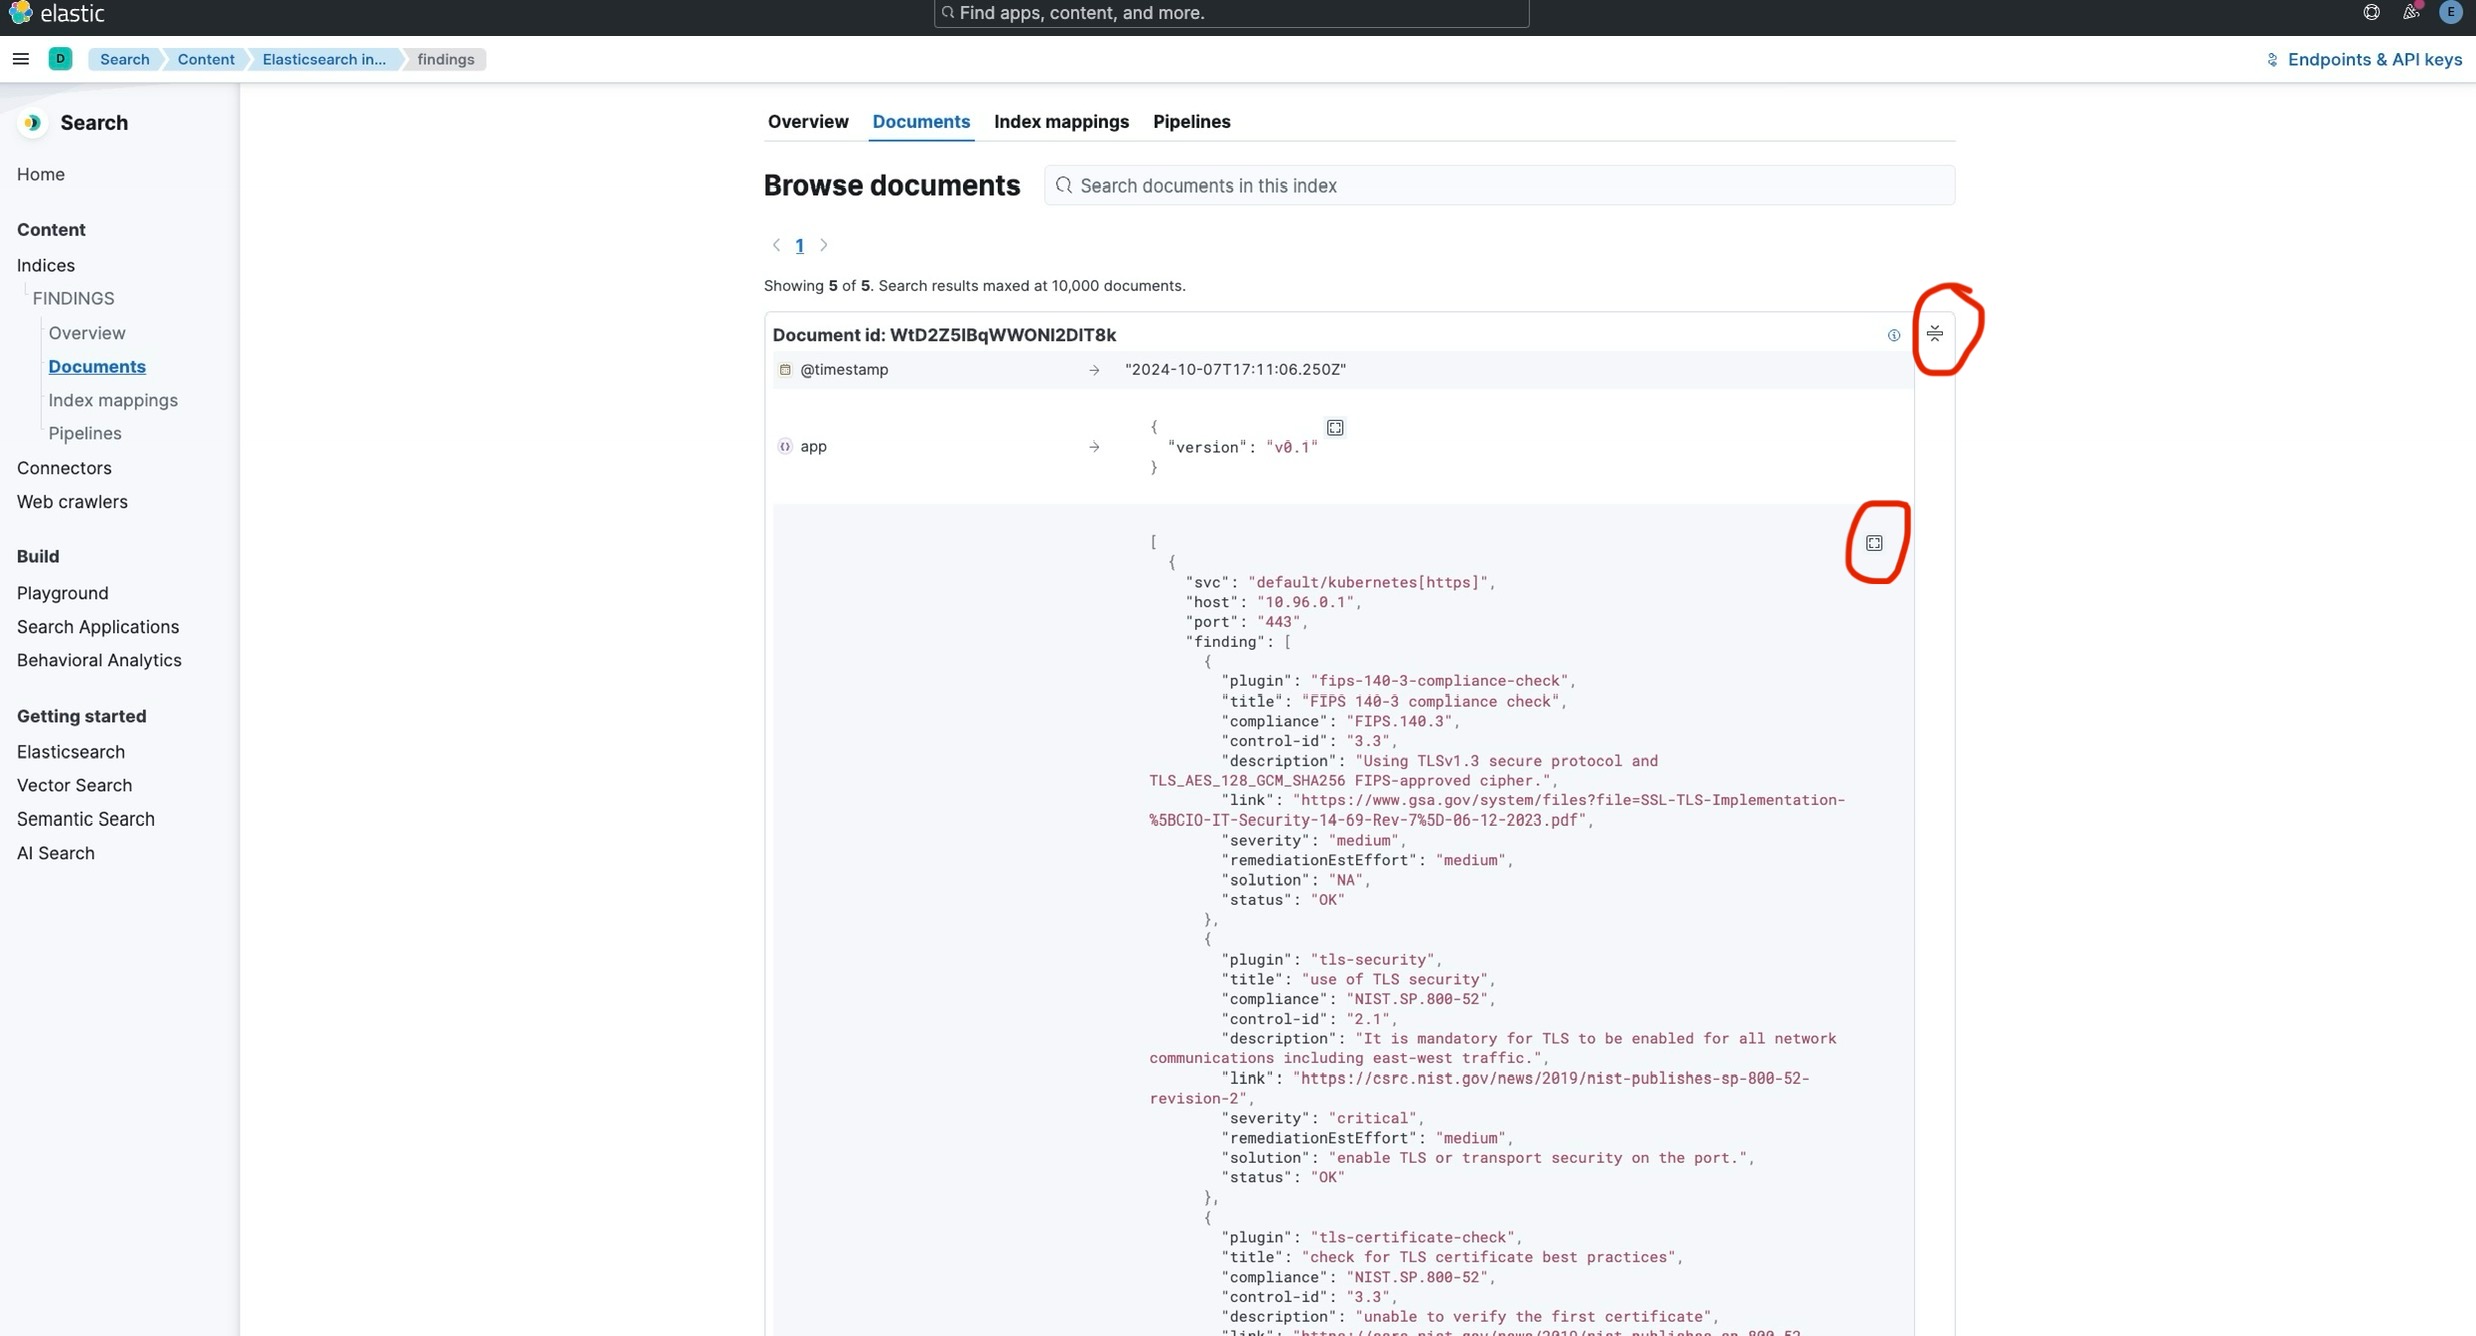 elastic
Find apps, content, and more.
E
D
Search
Content
Elasticsearch in...
findings
Endpoints & API keys
Search
Home
Content
Indices
FINDINGS
Overview
Documents
Index mappings
Pipelines
Connectors
Web crawlers
Build
Playground
Search Applications
Behavioral Analytics
Getting started
Elasticsearch
Vector Search
Semantic Search
AI Search
Overview
Documents
Index mappings
Pipelines
Browse documents
Search documents in this index
1
Showing 5 of 5. Search results maxed at 10,000 documents.
Document id: WtD2Z5IBqWWONI2DIT8k
@timestamp
"2024-10-07T17:11:06.250Z"
app
{
"version": "v0.1"
}
[
{
"svc": "default/kubernetes[https]",
"host": "10.96.0.1",
"port": "443",
"finding": [
{
"plugin": "fips-140-3-compliance-check",
"title": "FIPS 140-3 compliance check",
"compliance": "FIPS.140.3",
"control-id": "3.3",
"description": "Using TLSv1.3 secure protocol and
TLS_AES_128_GCM_SHA256 FIPS-approved cipher.",
"link": "https://www.gsa.gov/system/files?file=SSL-TLS-Implementation-
%5BCIO-IT-Security-14-69-Rev-7%5D-06-12-2023.pdf",
"severity": "medium",
"remediationEstEffort": "medium",
"solution": "NA",
"status": "OK"
},
{
"plugin": "tls-security",
"title": "use of TLS security",
"compliance": "NIST.SP.800-52",
"control-id": "2.1",
"description": "It is mandatory for TLS to be enabled for all network
communications including east-west traffic.",
"link": "https://csrc.nist.gov/news/2019/nist-publishes-sp-800-52-
revision-2",
"severity": "critical",
"remediationEstEffort": "medium",
"solution": "enable TLS or transport security on the port.",
"status": "OK"
},
{
"plugin": "tls-certificate-check",
"title": "check for TLS certificate best practices",
"compliance": "NIST.SP.800-52",
"control-id": "3.3",
"description": "unable to verify the first certificate",
"link": "https://csrc.nist.gov/news/2019/nist-publishes-sp-800-52-